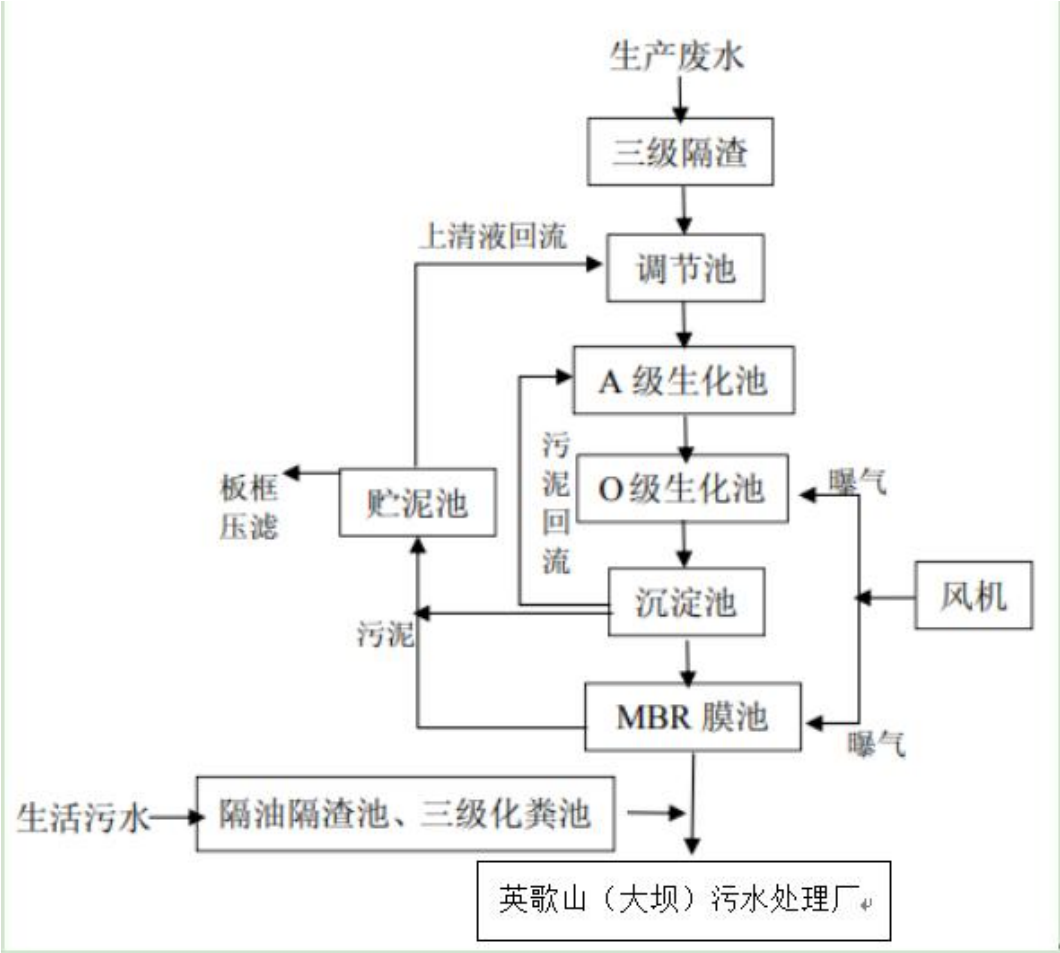 生产废水
三级隔渣
上清液回流
调节池
A 级生化池
污泥回流
O级生化池
曝气
板框
压滤
贮泥池
沉淀池
风机
污泥
MBR 膜池
曝气
生活污水
隔油隔渣池、三级化粪池
英歌山（大坝）污水处理厂